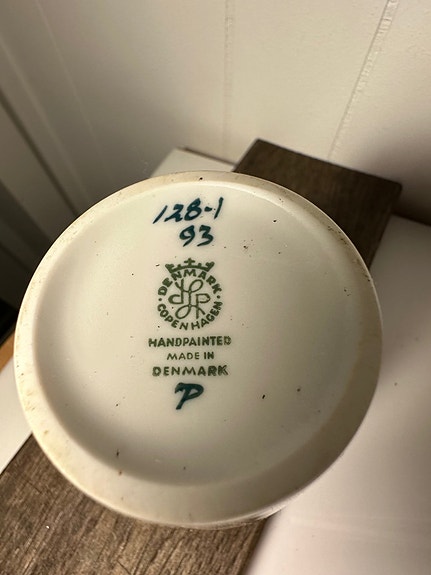 128-1
93
DENMARK
COPENHAGEN
HANDPAINTED
MADE IN
DENMARK
P